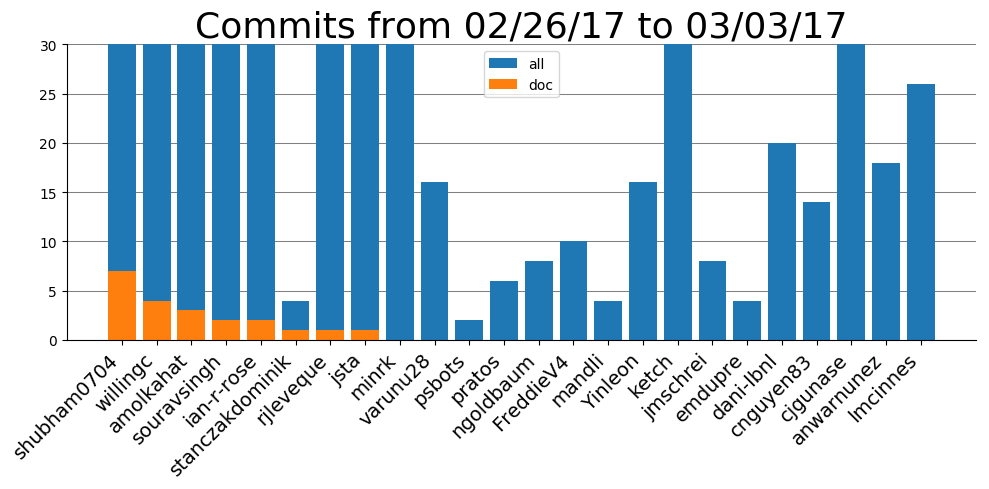 Commits from 02/26/17 to 03/03/17
30
25
20
15
10
5
0
all
doc
shubham0704
willingc
amolkahat
souravsingh
ian-r-rose
stanczakdominik
rjleveque
jsta
minrk
varunu28
psbots
pratos
ngoldbaum
FreddieV4
mandli
Yinleon
ketch
jmschrei
emdupre
dani-lbnl
cnguyen83
cjgunase
anwarnunez
lmcinnes